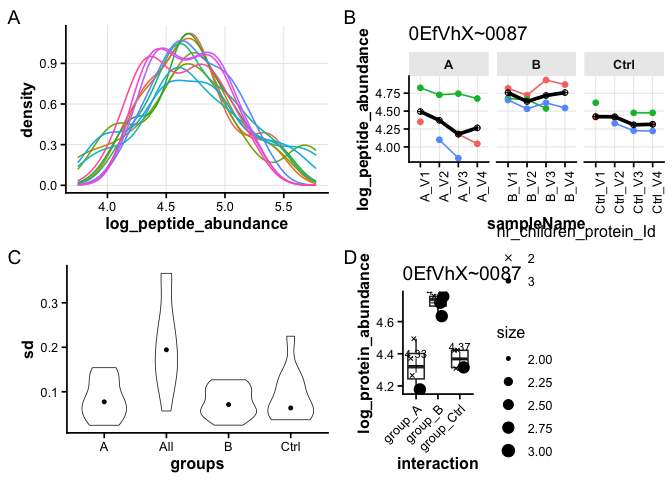 A
density
0.9
0.6
0.3
0.0
4.0 4.5 5.0 5.5
log_peptide_abundance
B
0EfVhX~0087
A B Ctrl
log_peptide_abundance
4.75
4.50
4.25
4.00
A_V1 A_V2 A_V3 A_V4 B_V1 B_V2 B_V3 B_V4 Ctrl_V1 Ctrl_V2 Ctrl_V3 Ctrl_V4
sampleName
C
sd
0.3
0.2
0.1
A All B Ctrl
groups
D
0EfVhX~0087
log_protein_abundance
4.6
4.4
4.2
4.33
4.37
group_A group_B group_Ctrl
interaction
nr_children_protein_Id
2
3
size
2.00
2.25
2.50
2.75
3.00